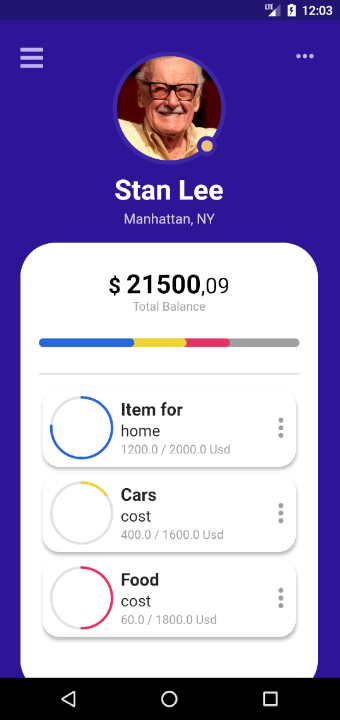 LTE 12:03
Stan Lee
Manhattan, NY
$ 21500,09
Total Balance
Item for
home
1200.0 / 2000.0 Usd
Cars
cost
400.0 / 1600.0 Usd
Food
cost
60.0 / 1800.0 Usd